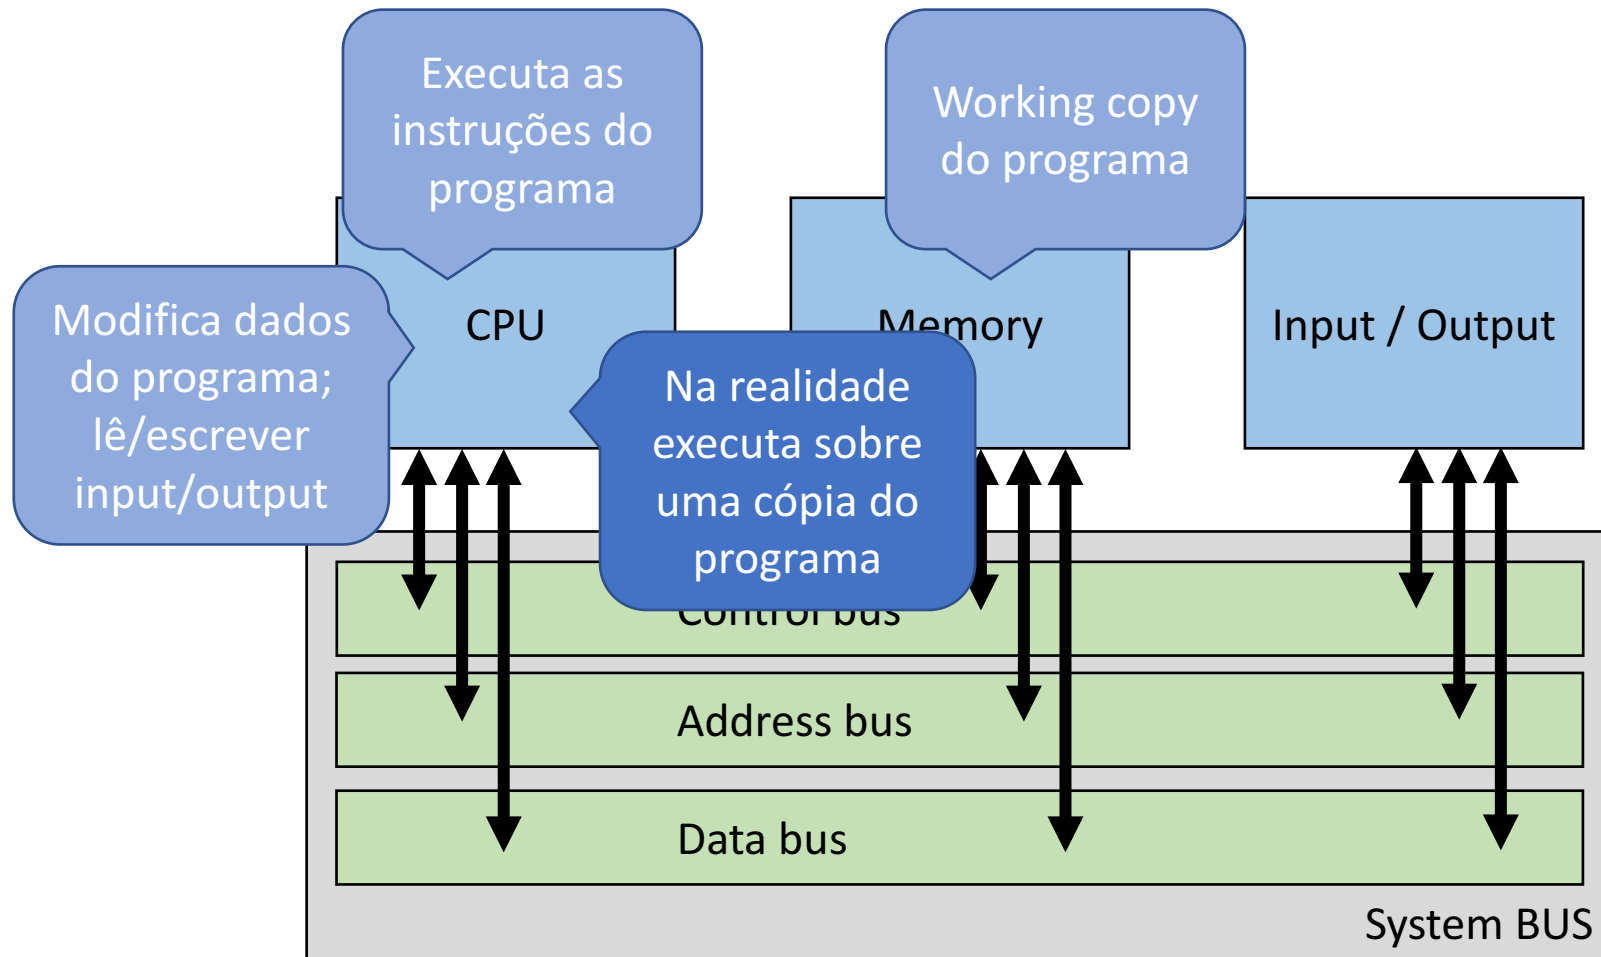 Executa as
instruções do
programa
Working copy
do programa
Modifica dados
do programa;
lê/escrever
input/output
CPU
Memory
Input / Output
Na realidade
executa sobre
uma cópia do
programa
Control bus
Address bus
Data bus
System BUS